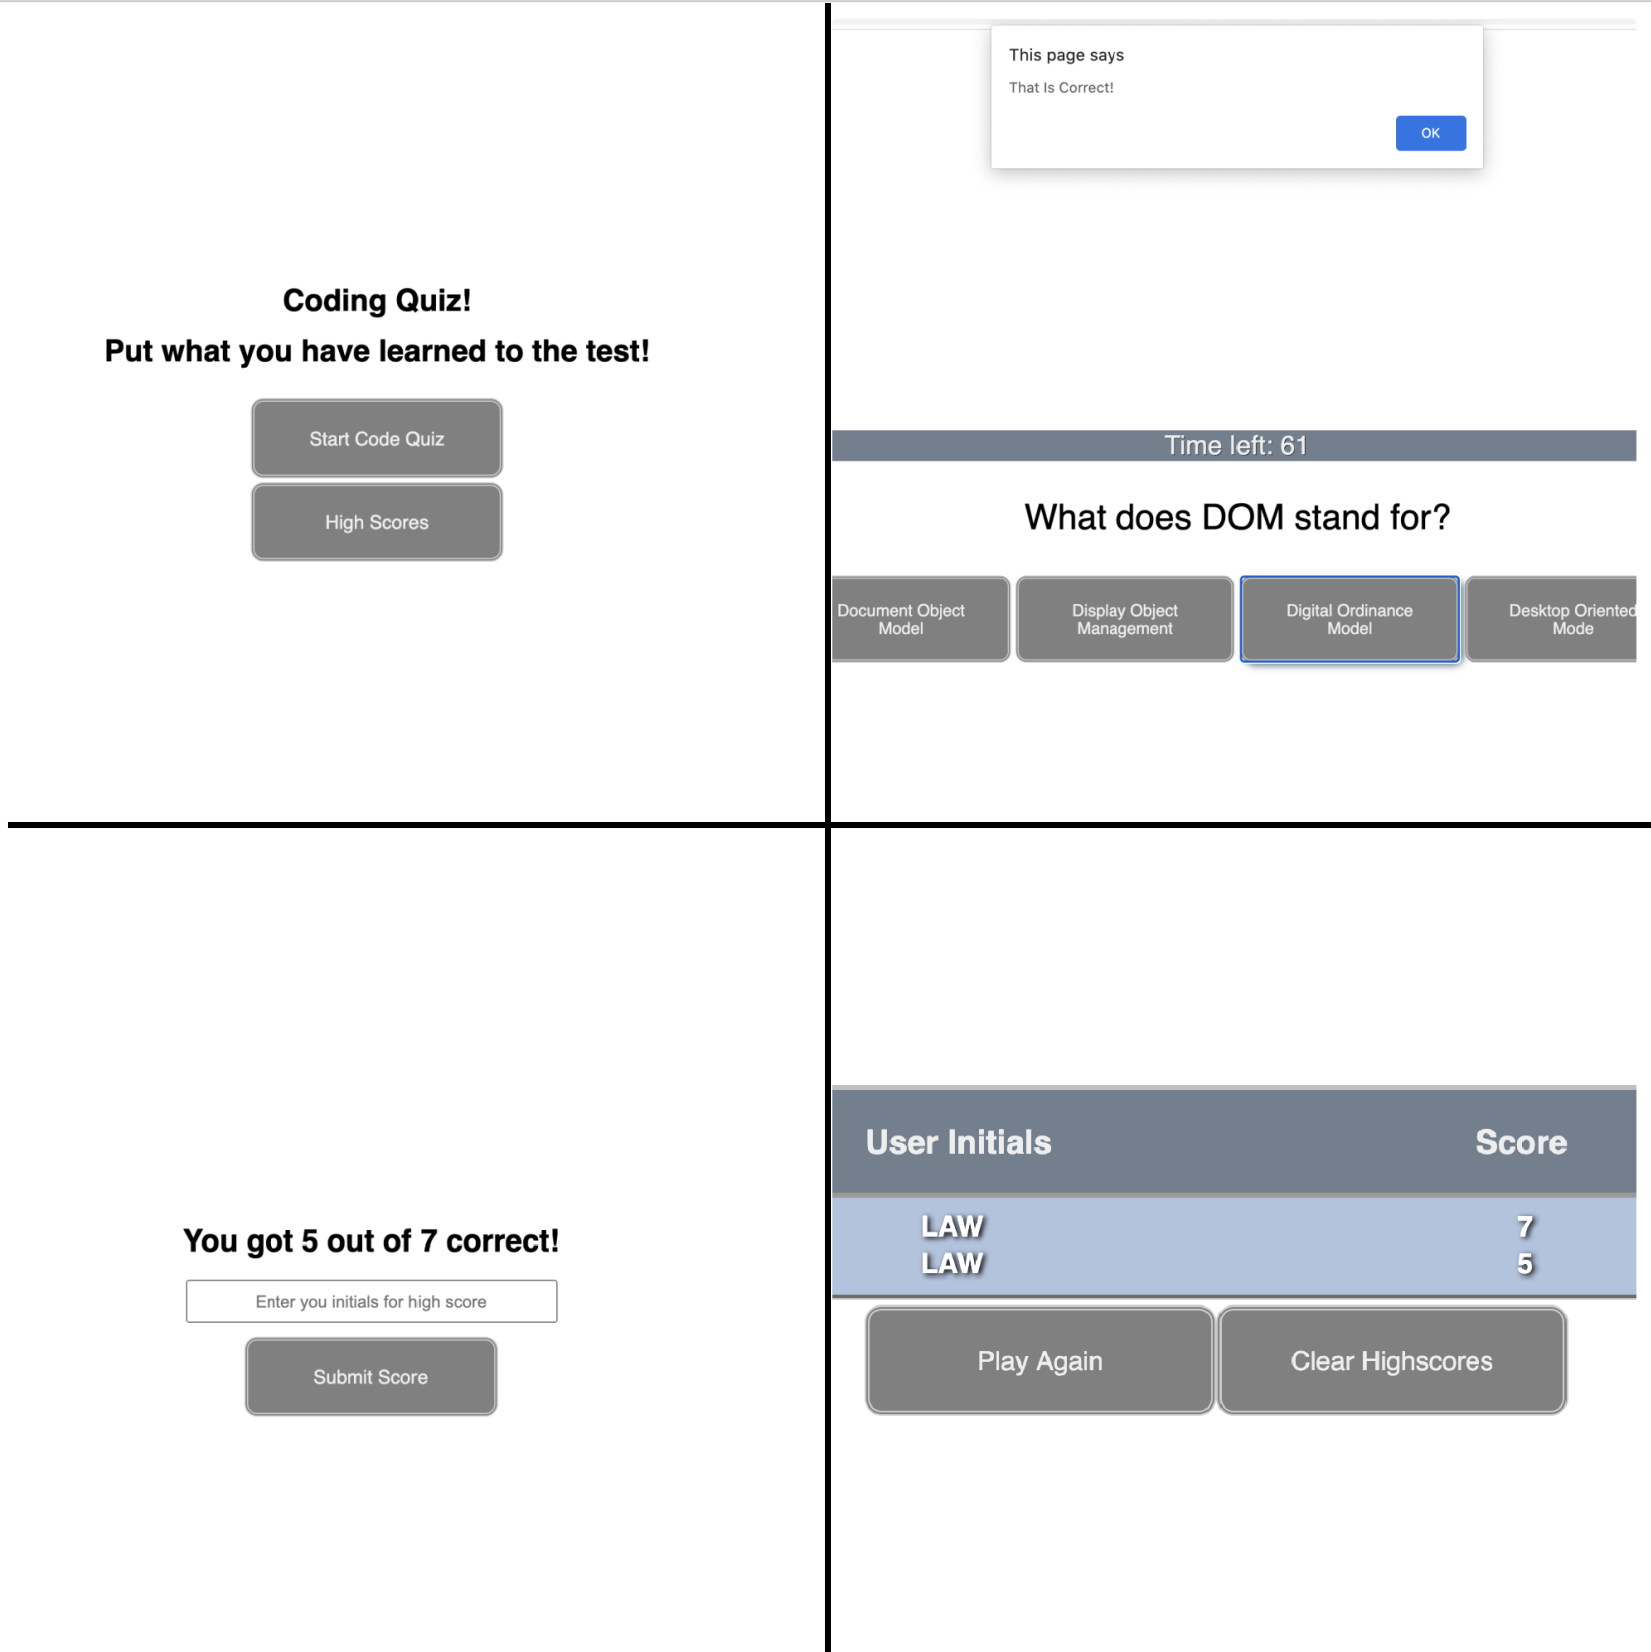 Coding Quiz!
Put what you have learned to the test!
Start Code Quiz
High Scores
This page says
That Is Correct!
OK
Time left: 61
What does DOM stand for?
Document Object
Model
Display Object
Management
Digital Ordinance
Model
Desktop Oriented
Mode
You got 5 out of 7 correct!
Enter you initials for high score
Submit Score
User Initials Score
LAW 7
LAW 5
Play Again
Clear Highscores